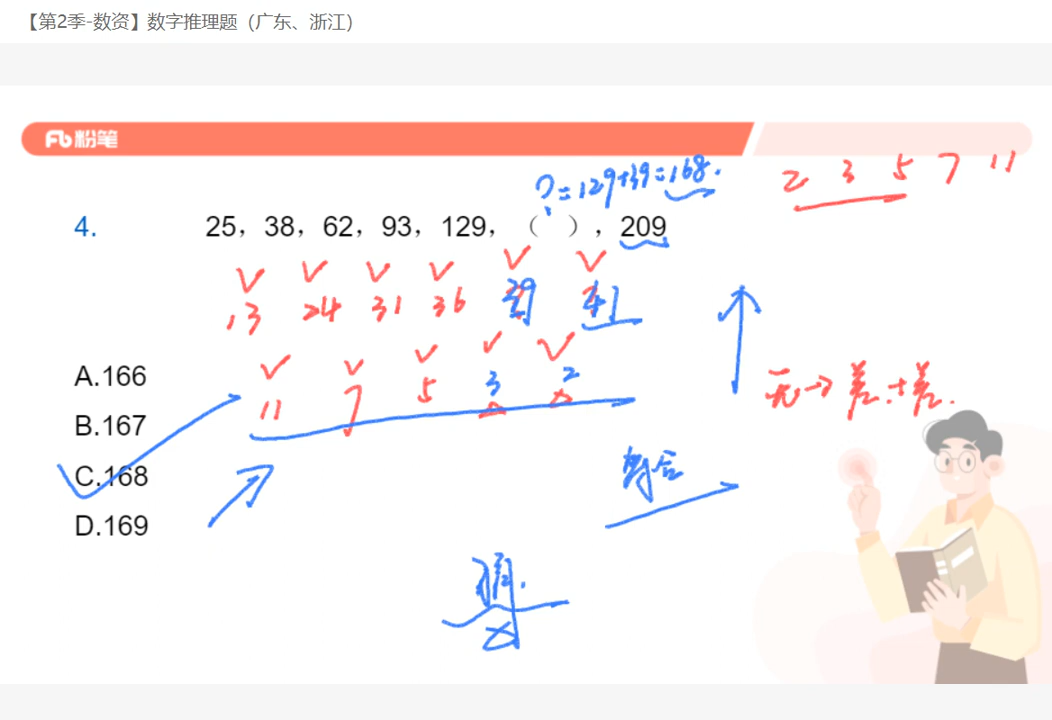 【第2季-数资】数字推理题（广东、浙江）
粉笔
?=129+39=168.
2 3 5 7 11
4. 25，38，62，93，129，（ ），209
13 24 31 36 39 41
11 7 5 3 2
A.166
无→差.+差.
B.167
C.168
D.169